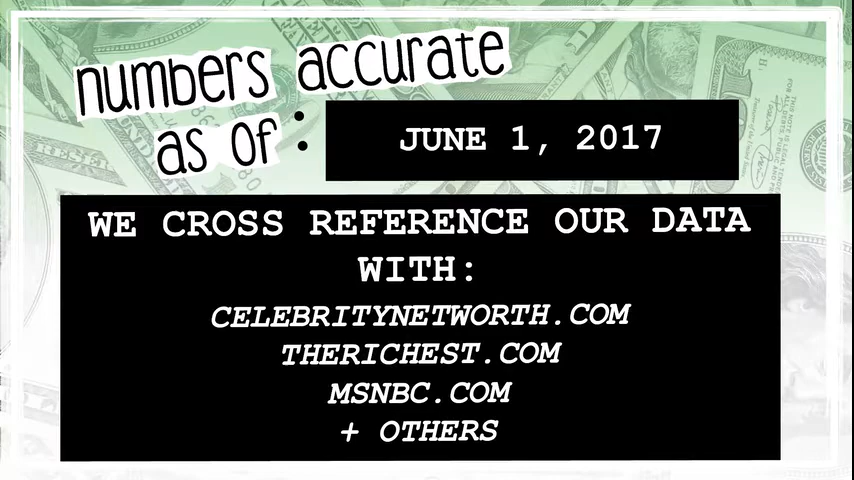 numbers accurate
as of: JUNE 1, 2017
WE CROSS REFERENCE OUR DATA
WITH:
CELEBRITYNETWORTH.COM
THERICHEST.COM
MSNBC.COM
+ OTHERS